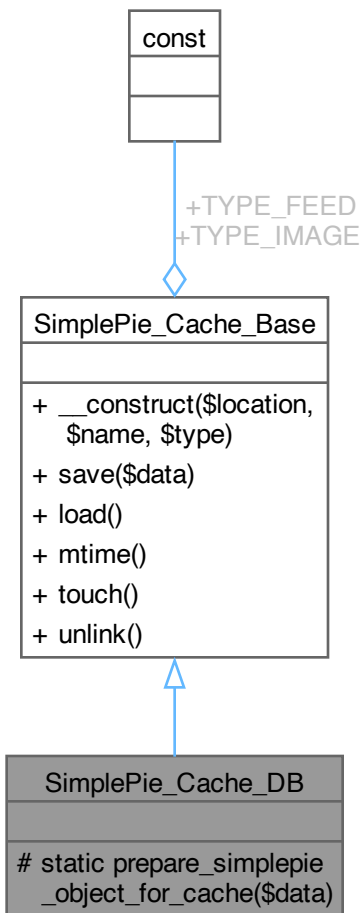 const
+TYPE_FEED
+TYPE_IMAGE
SimplePie_Cache_Base
+ __construct($location,
$name, $type)
+ save($data)
+ load()
+ mtime()
+ touch()
+ unlink()
SimplePie_Cache_DB
# static prepare_simplepie
_object_for_cache($data)